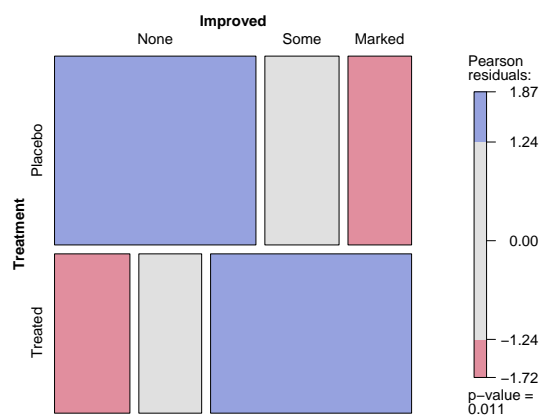 Improved
None Some Marked
Treatment
Placebo
Treated
Pearson
residuals:
1.87
1.24
0.00
−1.24
−1.72
p−value =
0.011